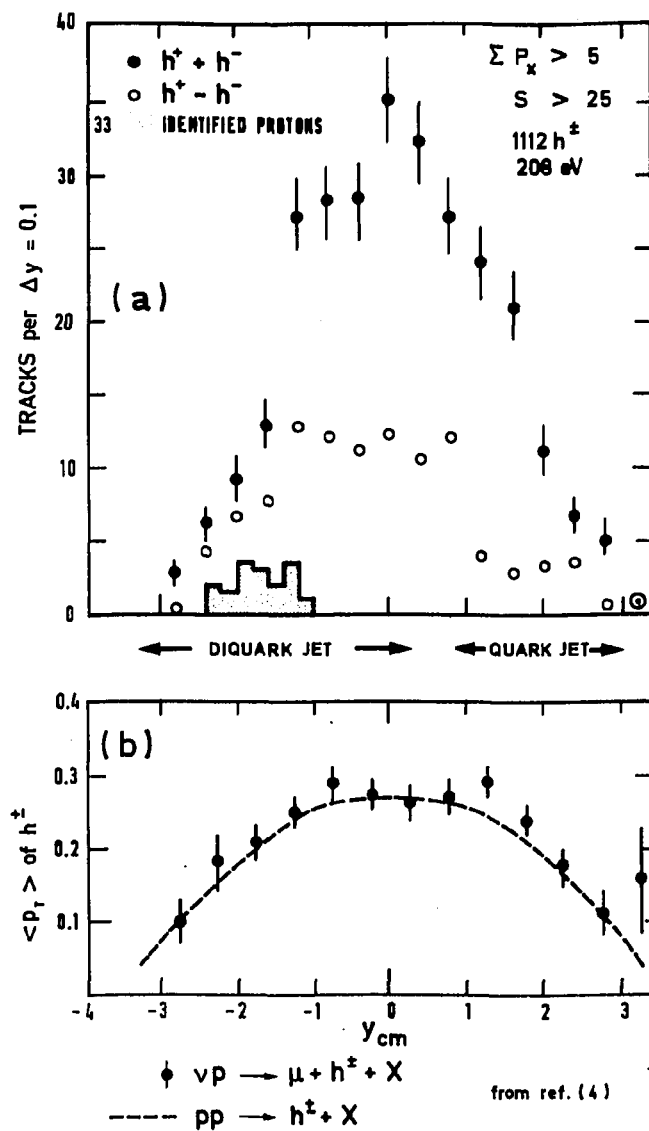 40
● h⁺ + h⁻
Σ Pₓ > 5
○ h⁺ – h⁻
S > 25
33 IDENTIFIED PROTONS
1112 h±
208 eV
30
(a)
20
TRACKS per Δy = 0.1
10
0
DIQUARK JET
QUARK JET
0.4
(b)
0.3
<p_T> of h±
0.2
0.1
-4 -3 -2 -1 0 1 2 3
y_cm
νp → μ + h± + X
from ref. (4)
pp → h± + X